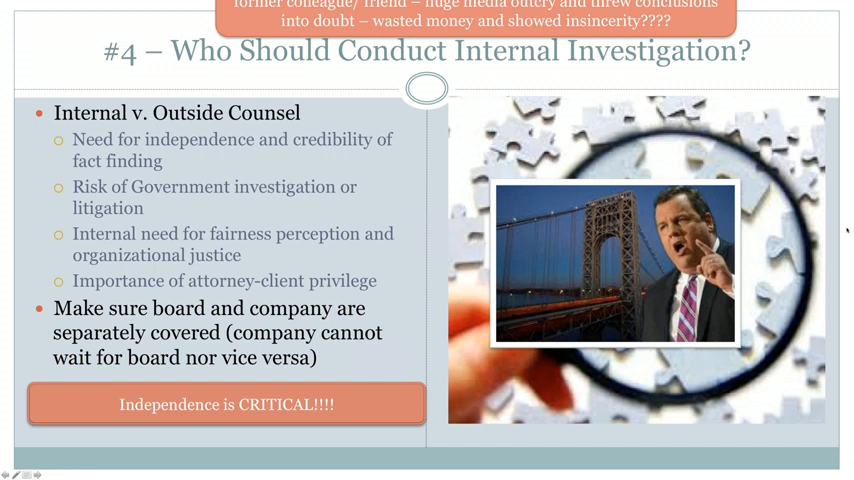 former colleague/ friend – huge media outcry and threw conclusions
into doubt – wasted money and showed insincerity????
#4 – Who Should Conduct Internal Investigation?
Internal v. Outside Counsel
Need for independence and credibility of
fact finding
Risk of Government investigation or
litigation
Internal need for fairness perception and
organizational justice
Importance of attorney-client privilege
Make sure board and company are
separately covered (company cannot
wait for board nor vice versa)
Independence is CRITICAL!!!!